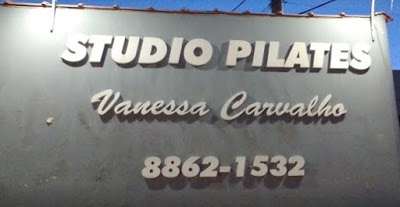 STUDIO PILATES
Vanessa Carvalho
8862-1532